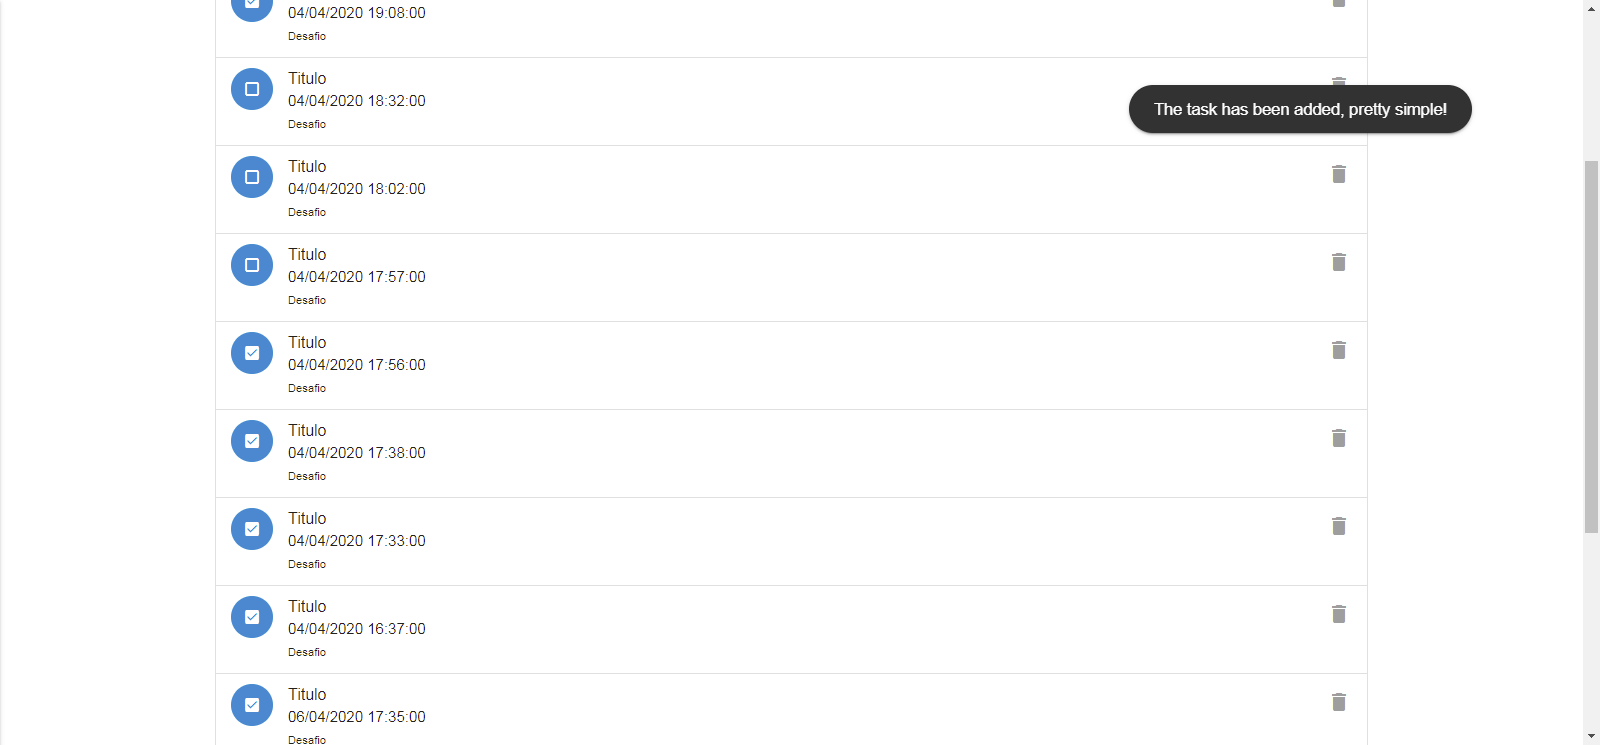 04/04/2020 19:08:00
Desafio
Titulo
04/04/2020 18:32:00
Desafio
The task has been added, pretty simple!
Titulo
04/04/2020 18:02:00
Desafio
Titulo
04/04/2020 17:57:00
Desafio
Titulo
04/04/2020 17:56:00
Desafio
Titulo
04/04/2020 17:38:00
Desafio
Titulo
04/04/2020 17:33:00
Desafio
Titulo
04/04/2020 16:37:00
Desafio
Titulo
06/04/2020 17:35:00
Desafio